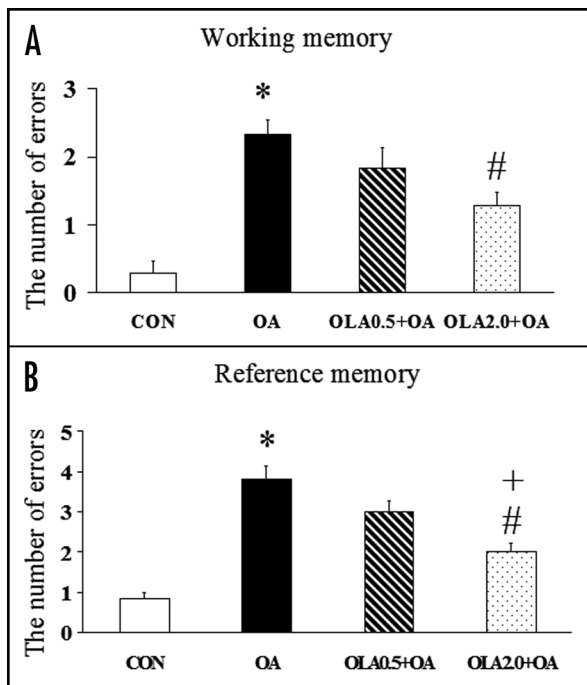 A
Working memory
The number of errors
3
2
1
0
*
#
CON OA OLA0.5+OA OLA2.0+OA
B
Reference memory
The number of errors
5
4
3
2
1
0
*
+
#
CON OA OLA0.5+OA OLA2.0+OA